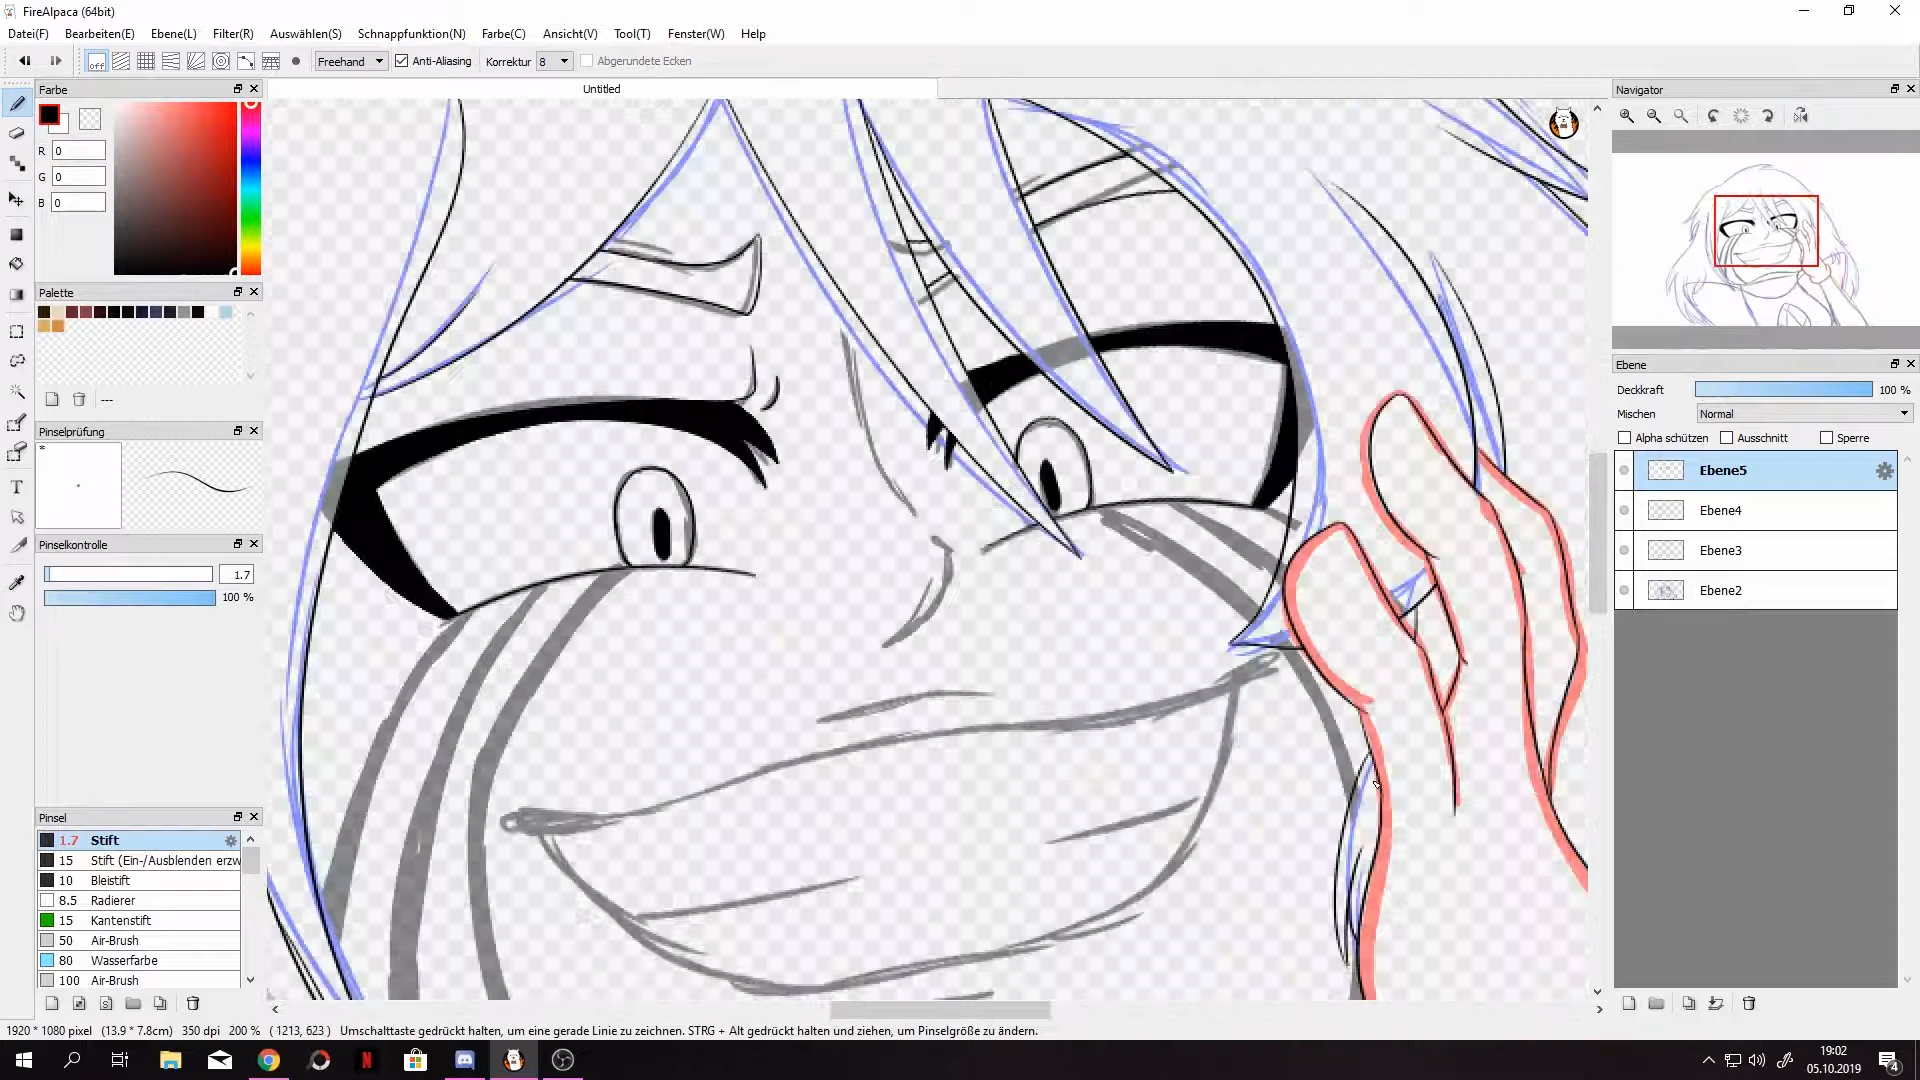 FireAlpaca (64bit)
Datei(F) Bearbeiten(E) Ebene(L) Filter(R) Auswählen(S) Schnappfunktion(N) Farbe(C) Ansicht(V) Tool(T) Fenster(W) Help
off Freehand Anti-Aliasing Korrektur 8 Abgerundete Ecken
Farbe
Untitled
Navigator
R 0
G 0
B 0
Palette
---
Pinselprüfung
*
Pinselkontrolle
1.7
100 %
Pinsel
1.7 Stift
15 Stift (Ein-/Ausblenden erzw
10 Bleistift
8.5 Radierer
15 Kantenstift
50 Air-Brush
80 Wasserfarbe
100 Air-Brush
Ebene
Deckkraft 100 %
Mischen Normal
Alpha schützen Ausschnitt Sperre
Ebene5
Ebene4
Ebene3
Ebene2
1920 * 1080 pixel (13.9 * 7.8cm) 350 dpi 200 % ( 1213, 623 ) Umschalttaste gedrückt halten, um eine gerade Linie zu zeichnen. STRG + Alt gedrückt halten und ziehen, um Pinselgröße zu ändern.
19:02
05.10.2019
4